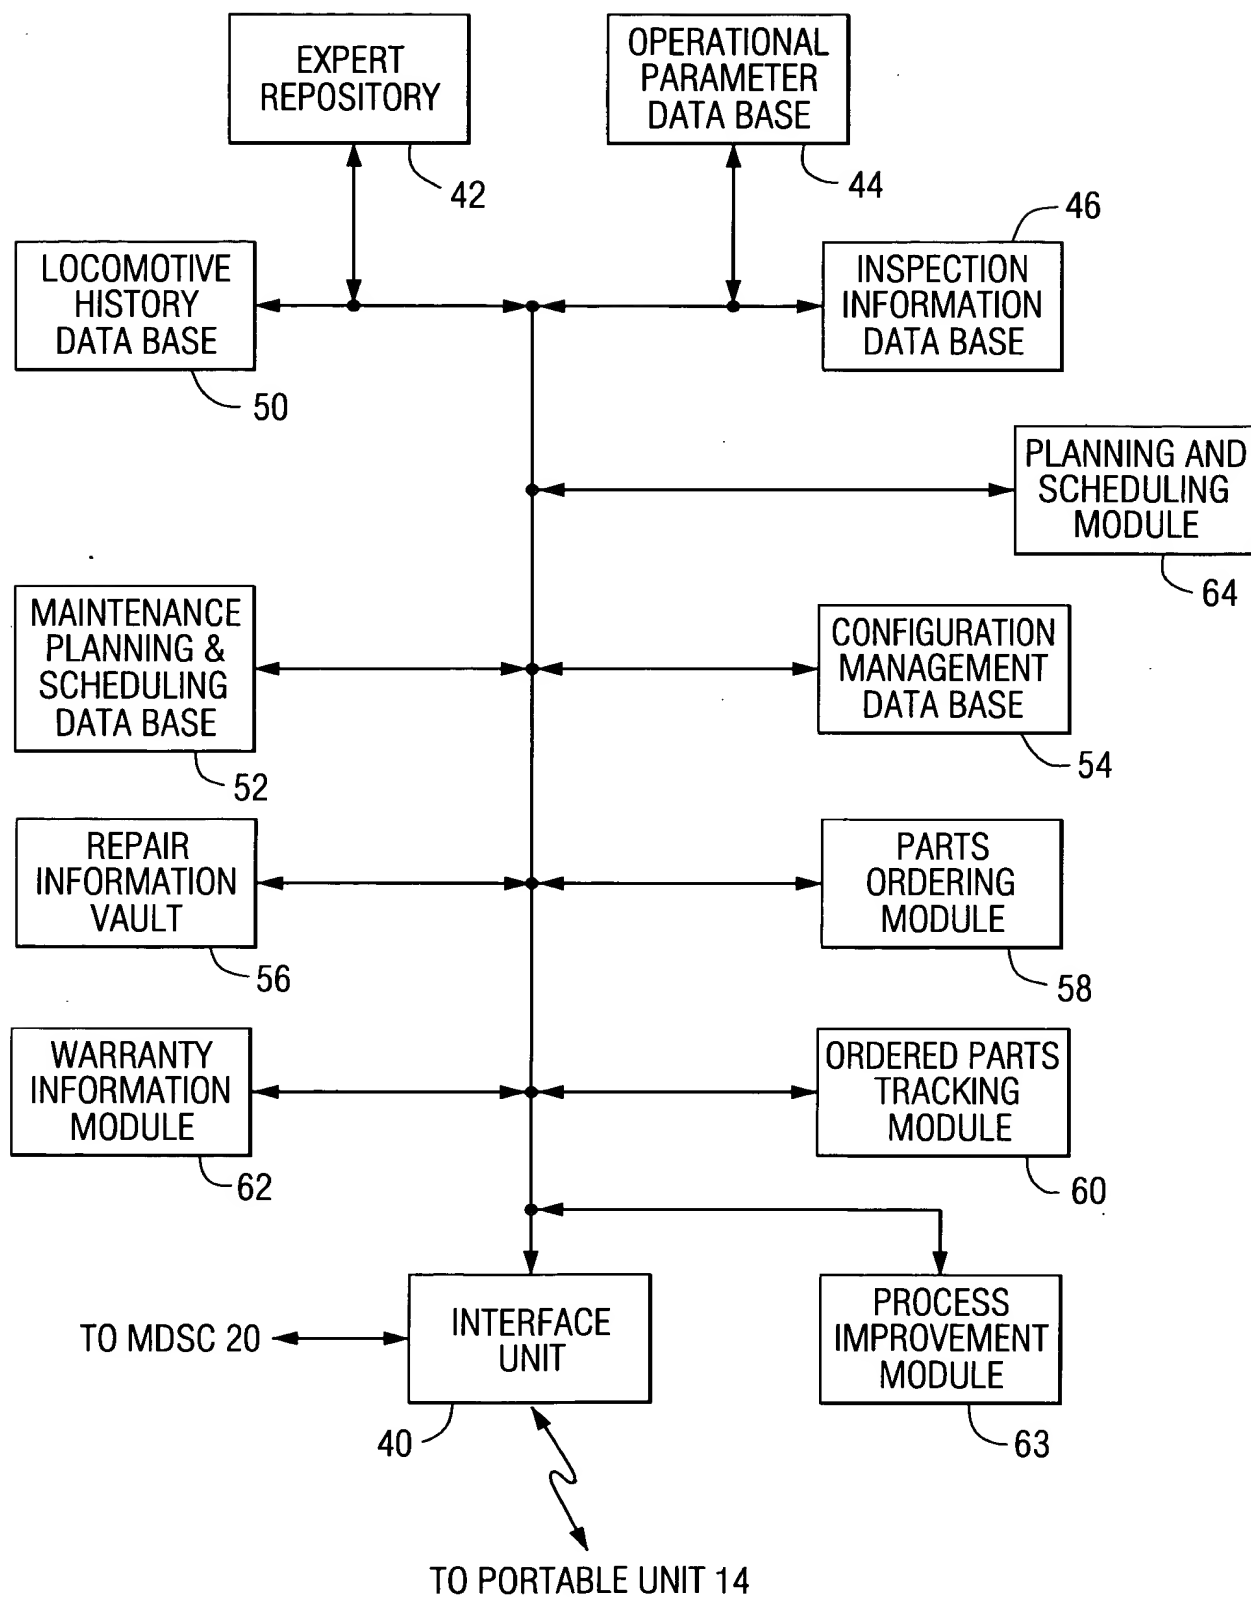 EXPERT
REPOSITORY
42
OPERATIONAL
PARAMETER
DATA BASE
44
46
LOCOMOTIVE
HISTORY
DATA BASE
50
INSPECTION
INFORMATION
DATA BASE
PLANNING AND
SCHEDULING
MODULE
64
MAINTENANCE
PLANNING &
SCHEDULING
DATA BASE
52
CONFIGURATION
MANAGEMENT
DATA BASE
54
REPAIR
INFORMATION
VAULT
56
PARTS
ORDERING
MODULE
58
WARRANTY
INFORMATION
MODULE
62
ORDERED PARTS
TRACKING
MODULE
60
TO MDSC 20
INTERFACE
UNIT
40
PROCESS
IMPROVEMENT
MODULE
63
TO PORTABLE UNIT 14